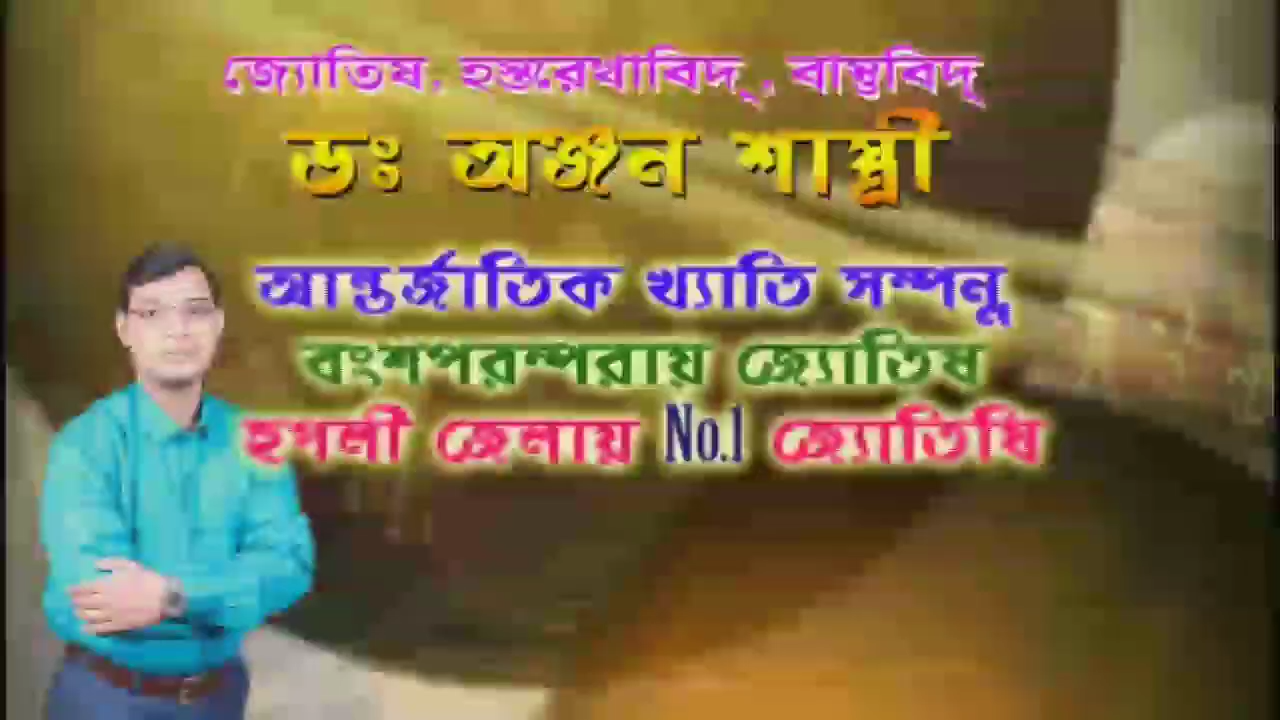 জ্যোতিষ, হস্তরেখাবিদ্, বাস্তুবিদ্
ডঃ অঞ্জন শাস্ত্রী
আন্তর্জাতিক খ্যাতি সম্পন্ন
বংশপরম্পরায় জ্যোতিষ
হুগলী জেলায় No.1 জ্যোতিষি